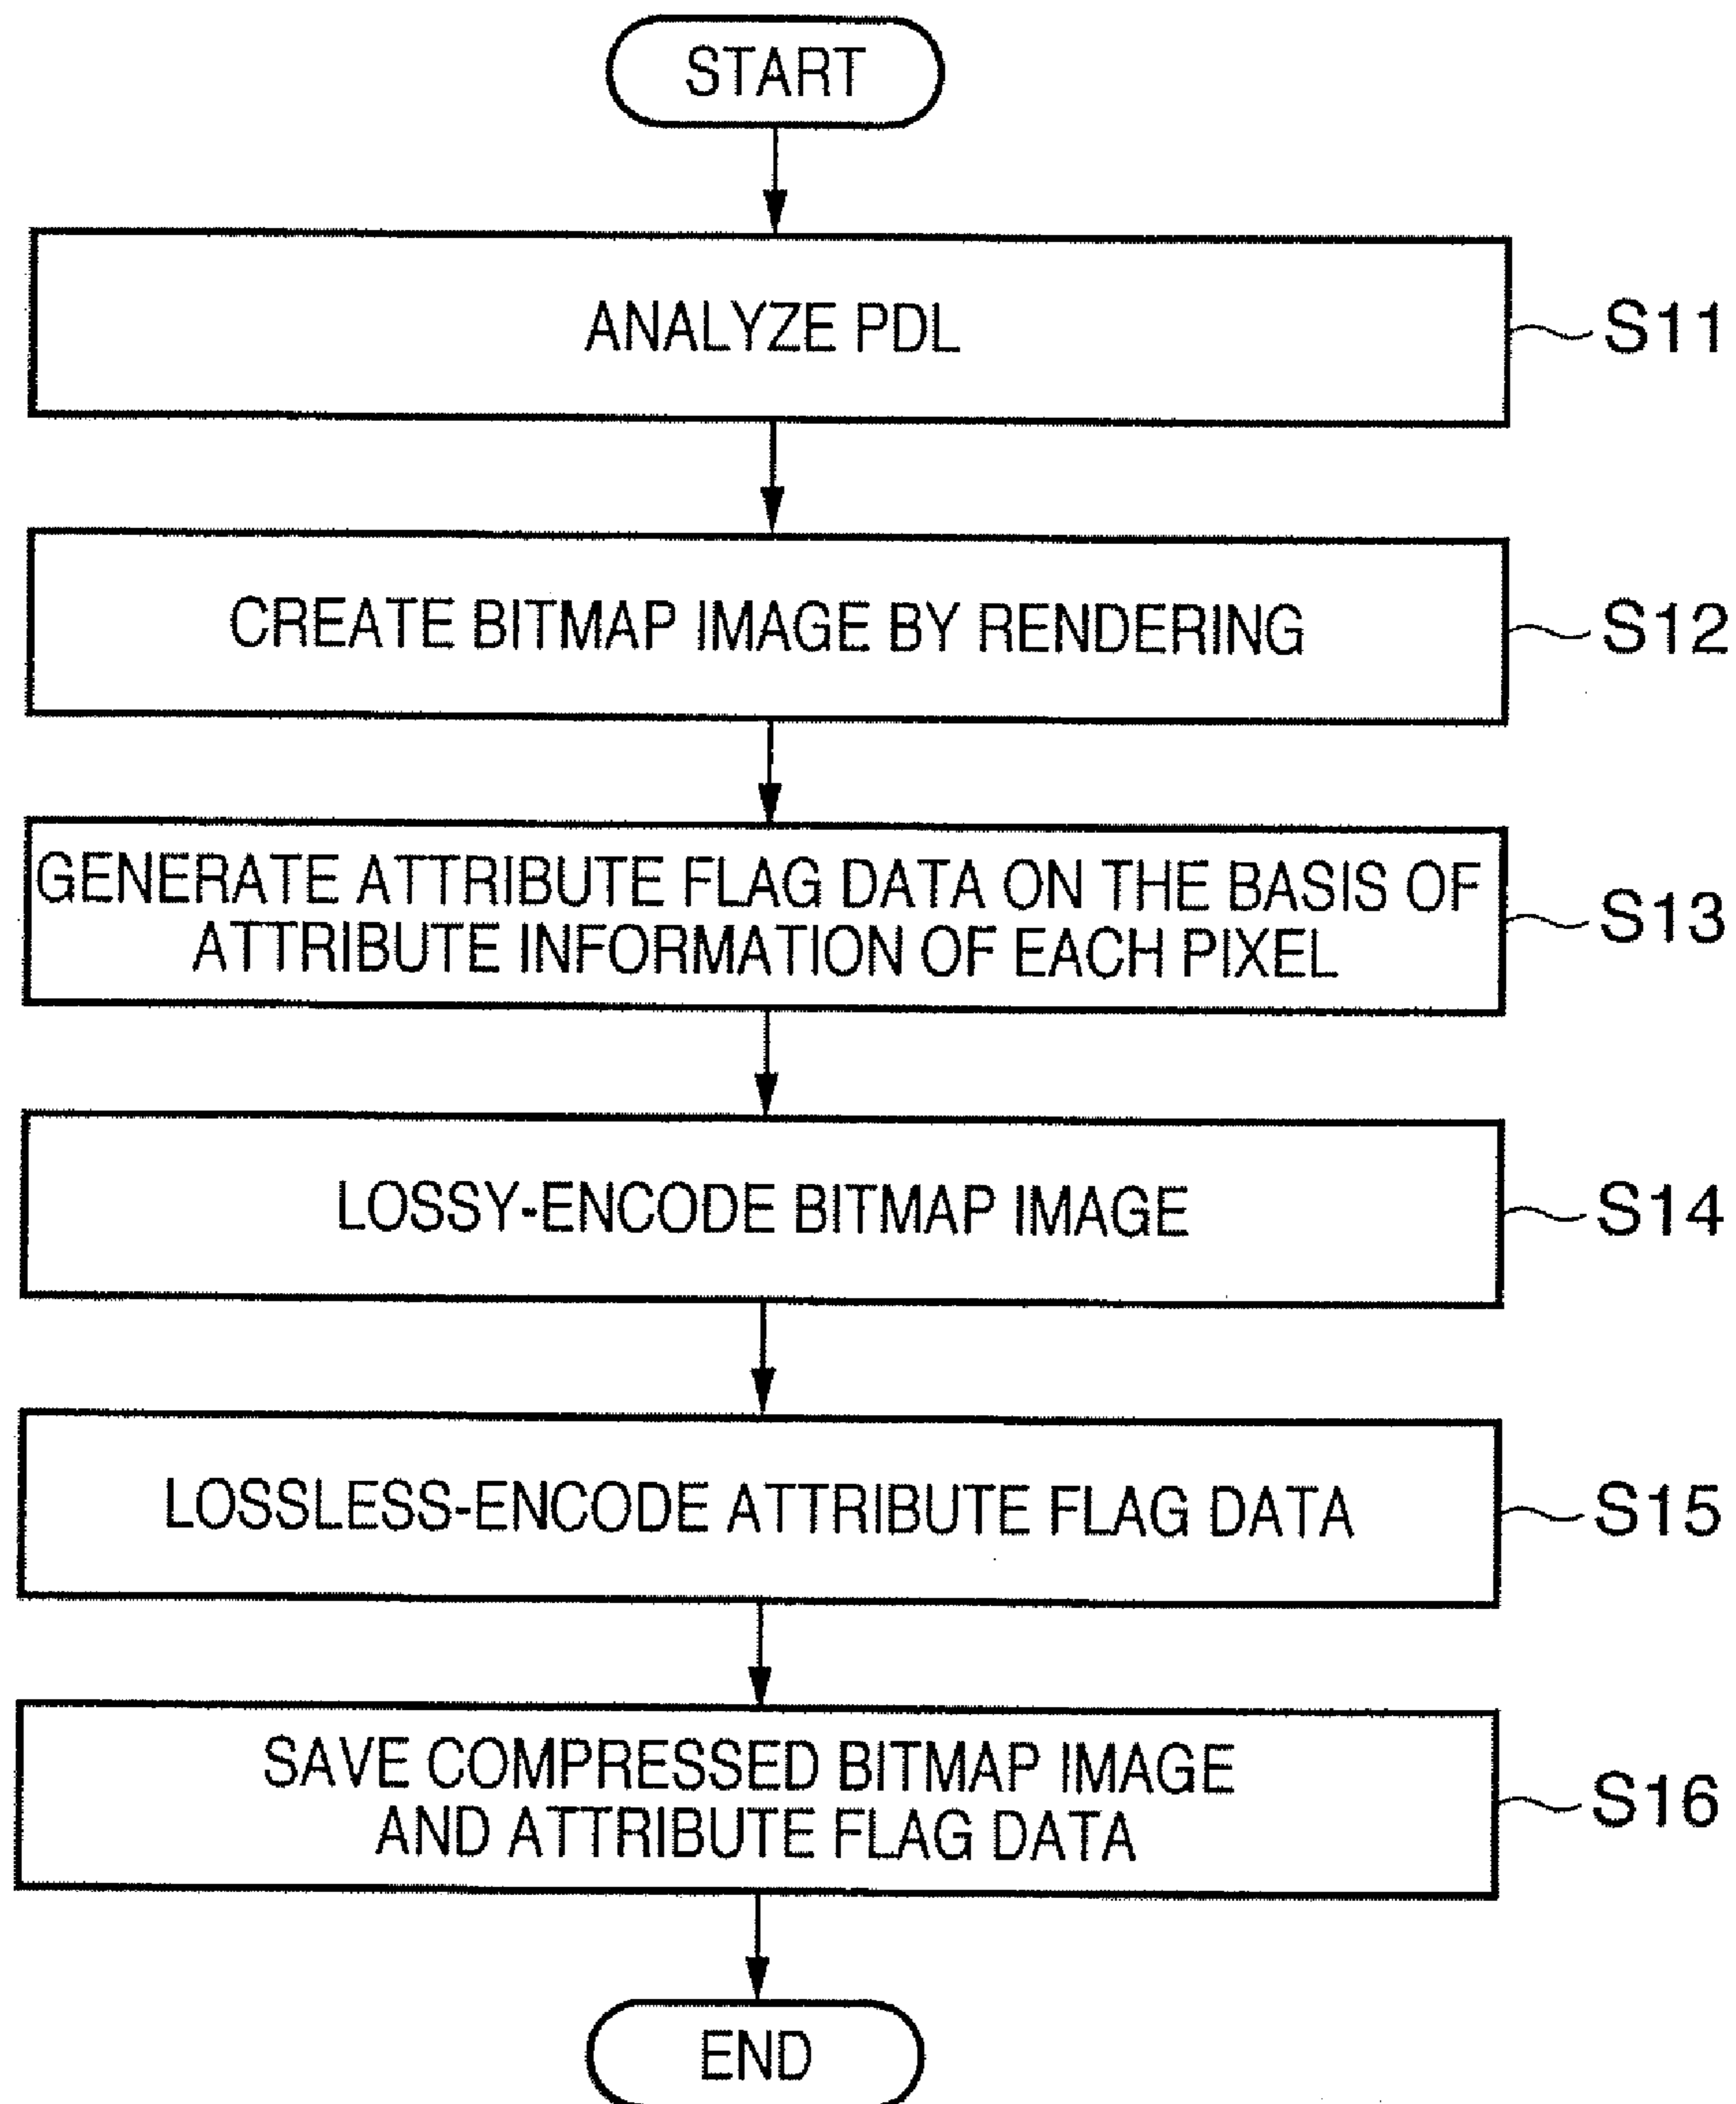 START
ANALYZE PDL
S11
CREATE BITMAP IMAGE BY RENDERING
S12
GENERATE ATTRIBUTE FLAG DATA ON THE BASIS OF
ATTRIBUTE INFORMATION OF EACH PIXEL
S13
LOSSY-ENCODE BITMAP IMAGE
S14
LOSSLESS-ENCODE ATTRIBUTE FLAG DATA
S15
SAVE COMPRESSED BITMAP IMAGE
AND ATTRIBUTE FLAG DATA
S16
END